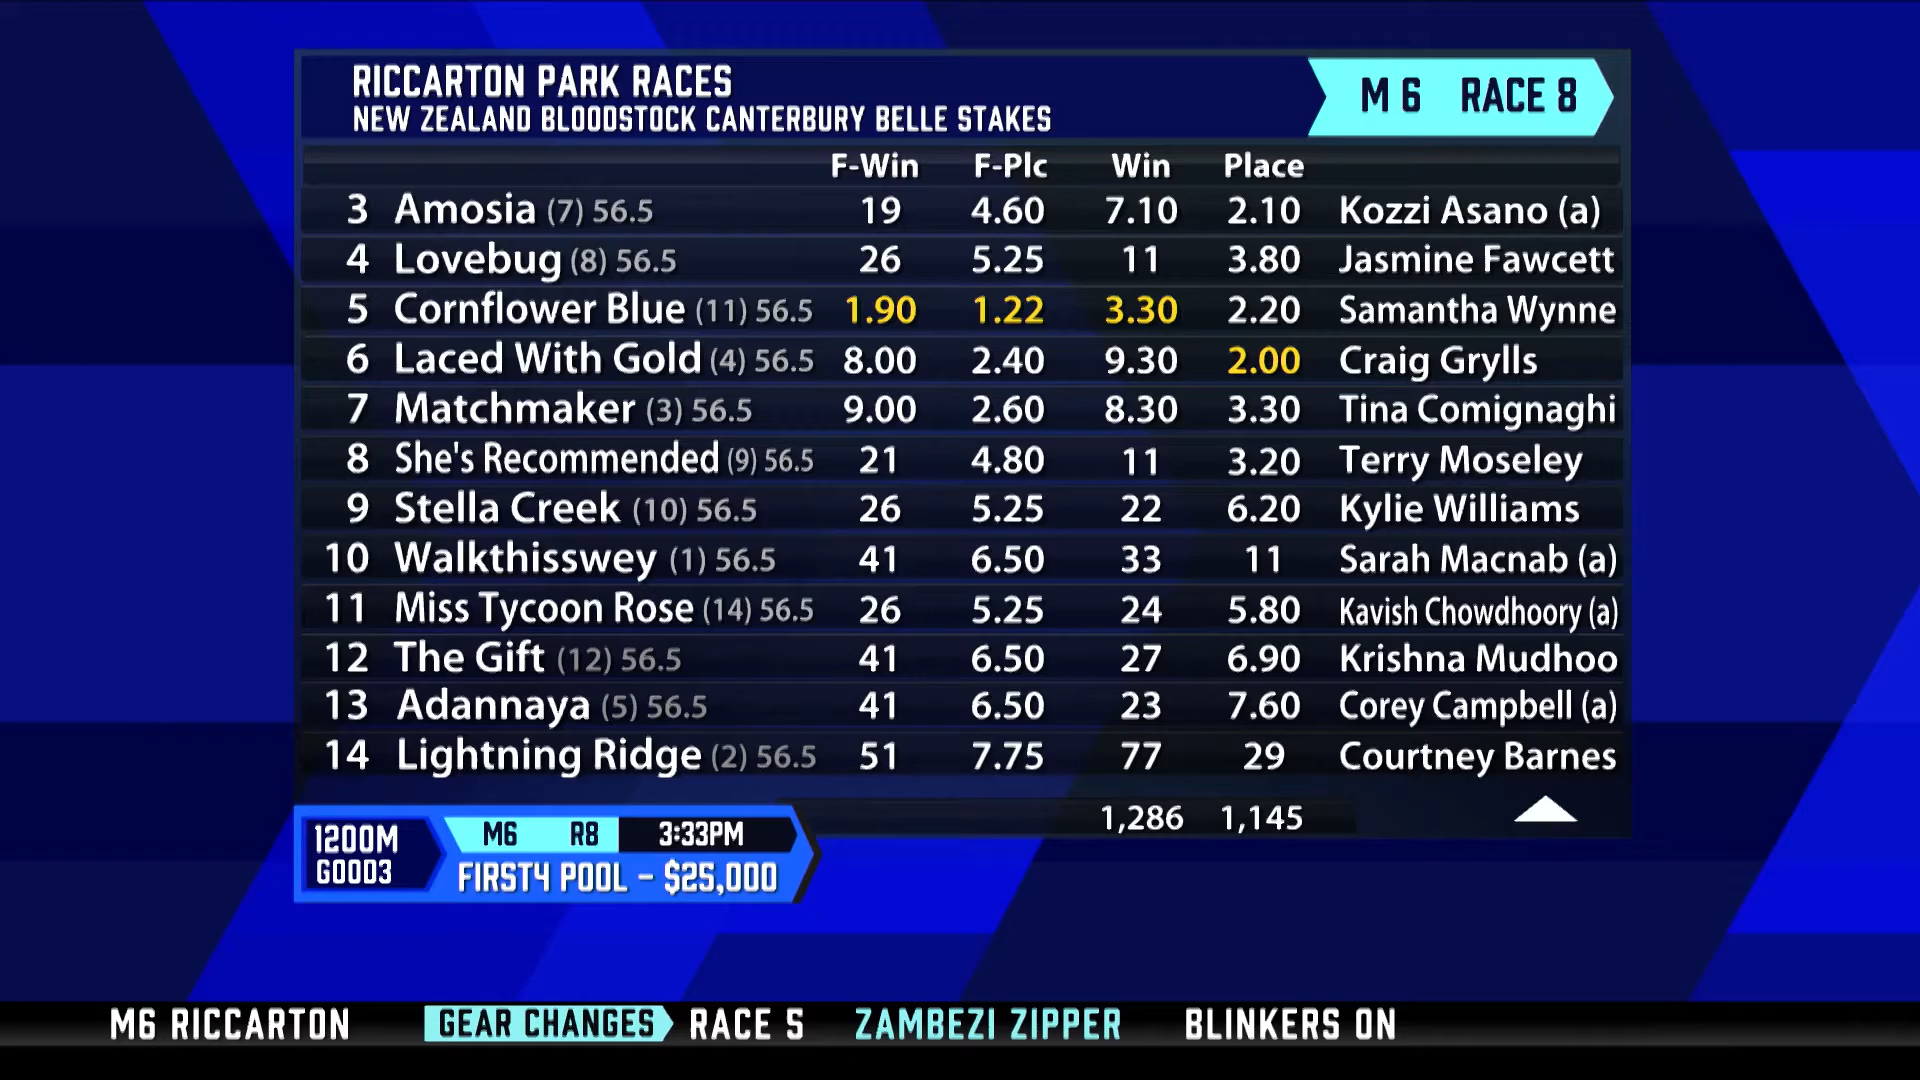 RICCARTON PARK RACES
NEW ZEALAND BLOODSTOCK CANTERBURY BELLE STAKES
M 6 RACE 8
F-Win F-Plc Win Place
3 Amosia (7) 56.5 19 4.60 7.10 2.10 Kozzi Asano (a)
4 Lovebug (8) 56.5 26 5.25 11 3.80 Jasmine Fawcett
5 Cornflower Blue (11) 56.5 1.90 1.22 3.30 2.20 Samantha Wynne
6 Laced With Gold (4) 56.5 8.00 2.40 9.30 2.00 Craig Grylls
7 Matchmaker (3) 56.5 9.00 2.60 8.30 3.30 Tina Comignaghi
8 She's Recommended (9) 56.5 21 4.80 11 3.20 Terry Moseley
9 Stella Creek (10) 56.5 26 5.25 22 6.20 Kylie Williams
10 Walkthisswey (1) 56.5 41 6.50 33 11 Sarah Macnab (a)
11 Miss Tycoon Rose (14) 56.5 26 5.25 24 5.80 Kavish Chowdhoory (a)
12 The Gift (12) 56.5 41 6.50 27 6.90 Krishna Mudhoo
13 Adannaya (5) 56.5 41 6.50 23 7.60 Corey Campbell (a)
14 Lightning Ridge (2) 56.5 51 7.75 77 29 Courtney Barnes
1,286 1,145
1200M
GOOD3
M6 R8 3:33PM
FIRST4 POOL - $25,000
M6 RICCARTON GEAR CHANGES RACE 5 ZAMBEZI ZIPPER BLINKERS ON